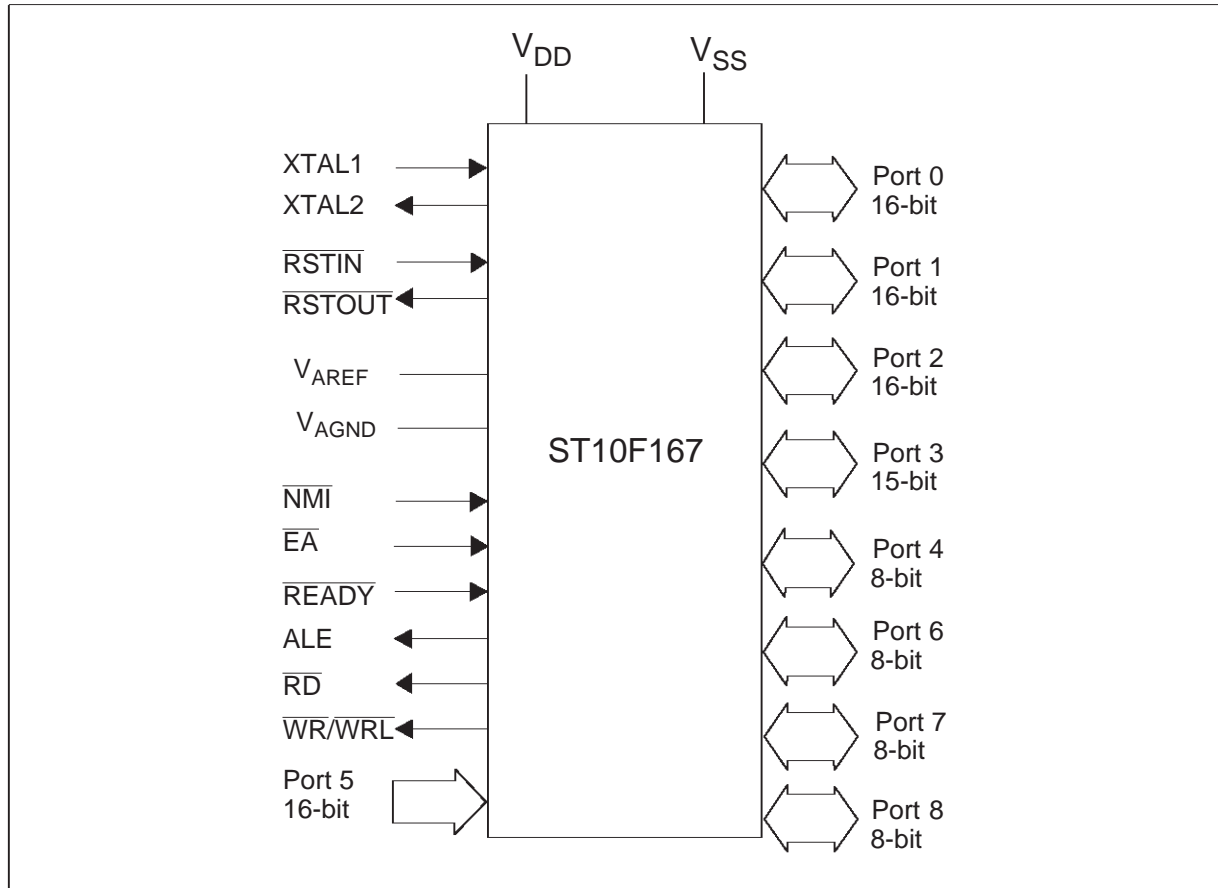 VDD
VSS
XTAL1
XTAL2
RSTIN
RSTOUT
VAREF
VAGND
NMI
EA
READY
ALE
RD
WR/WRL
Port 5
16-bit
ST10F167
Port 0
16-bit
Port 1
16-bit
Port 2
16-bit
Port 3
15-bit
Port 4
8-bit
Port 6
8-bit
Port 7
8-bit
Port 8
8-bit